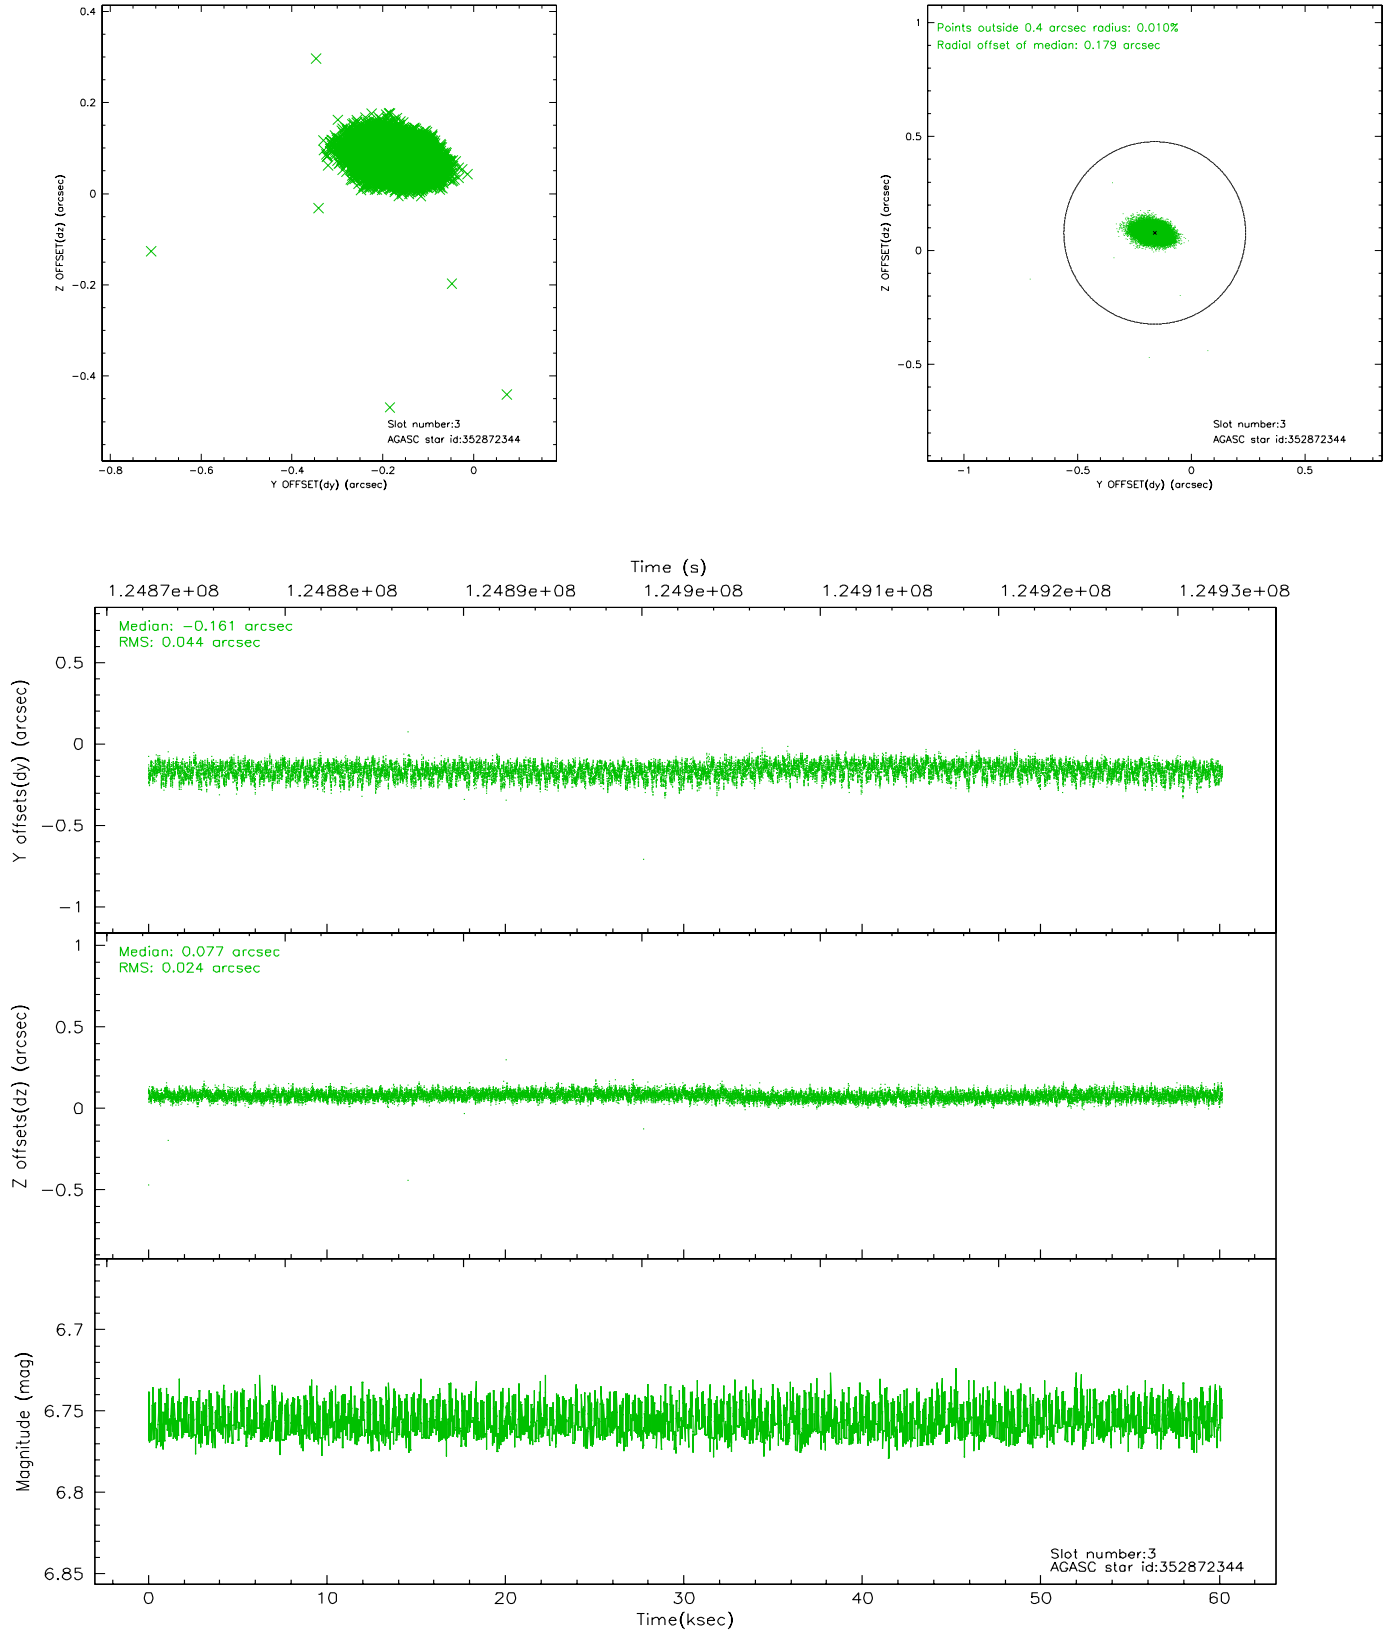 0.4
0.2
0
−0.2
−0.4
Z OFFSET(dz) (arcsec)
Slot number:3
AGASC star id:352872344
−0.8 −0.6 −0.4 −0.2 0
Y OFFSET(dy) (arcsec)
Points outside 0.4 arcsec radius: 0.010%
Radial offset of median: 0.179 arcsec
1
0.5
0
−0.5
Z OFFSET(dz) (arcsec)
Slot number:3
AGASC star id:352872344
−1 −0.5 0 0.5
Y OFFSET(dy) (arcsec)
Time (s)
1.2487e+08 1.2488e+08 1.2489e+08 1.249e+08 1.2491e+08 1.2492e+08 1.2493e+08
Median: −0.161 arcsec
RMS: 0.044 arcsec
0.5
0
−0.5
−1
Y offsets(dy) (arcsec)
Median: 0.077 arcsec
RMS: 0.024 arcsec
1
0.5
0
−0.5
Z offsets(dz) (arcsec)
6.7
6.75
6.8
6.85
Magnitude (mag)
Slot number:3
AGASC star id:352872344
0 10 20 30 40 50 60
Time(ksec)